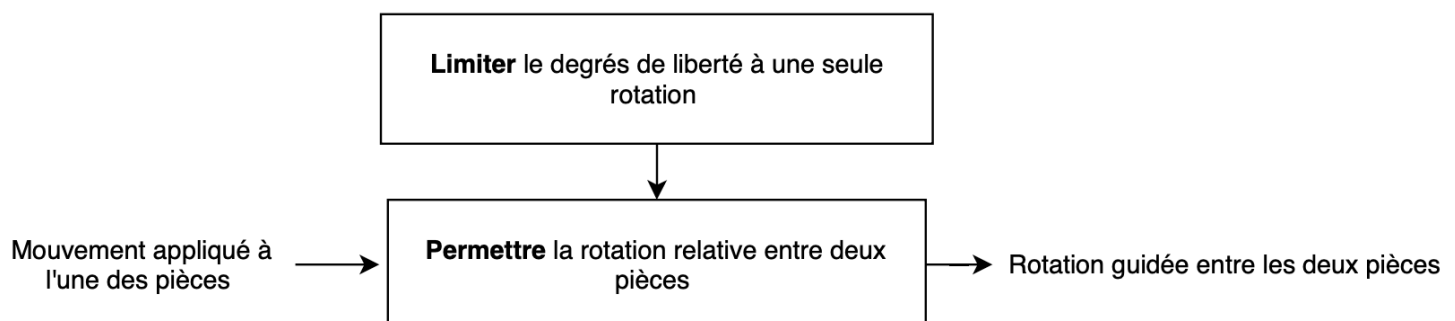 Limiter le degrés de liberté à une seule
rotation
Mouvement appliqué à
l'une des pièces
Permettre la rotation relative entre deux
pièces
Rotation guidée entre les deux pièces